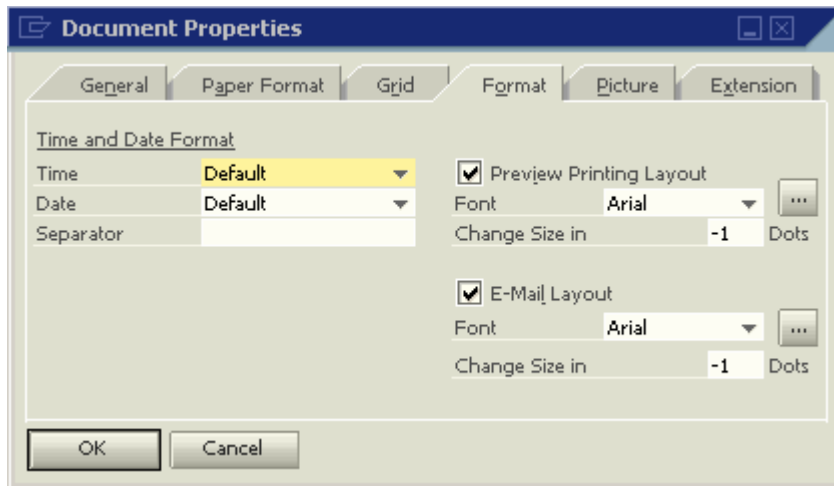 Document Properties
General Paper Format Grid Format Picture Extension
Time and Date Format
Time Default
Date Default
Separator
Preview Printing Layout
Font Arial ...
Change Size in -1 Dots
E-Mail Layout
Font Arial ...
Change Size in -1 Dots
OK Cancel